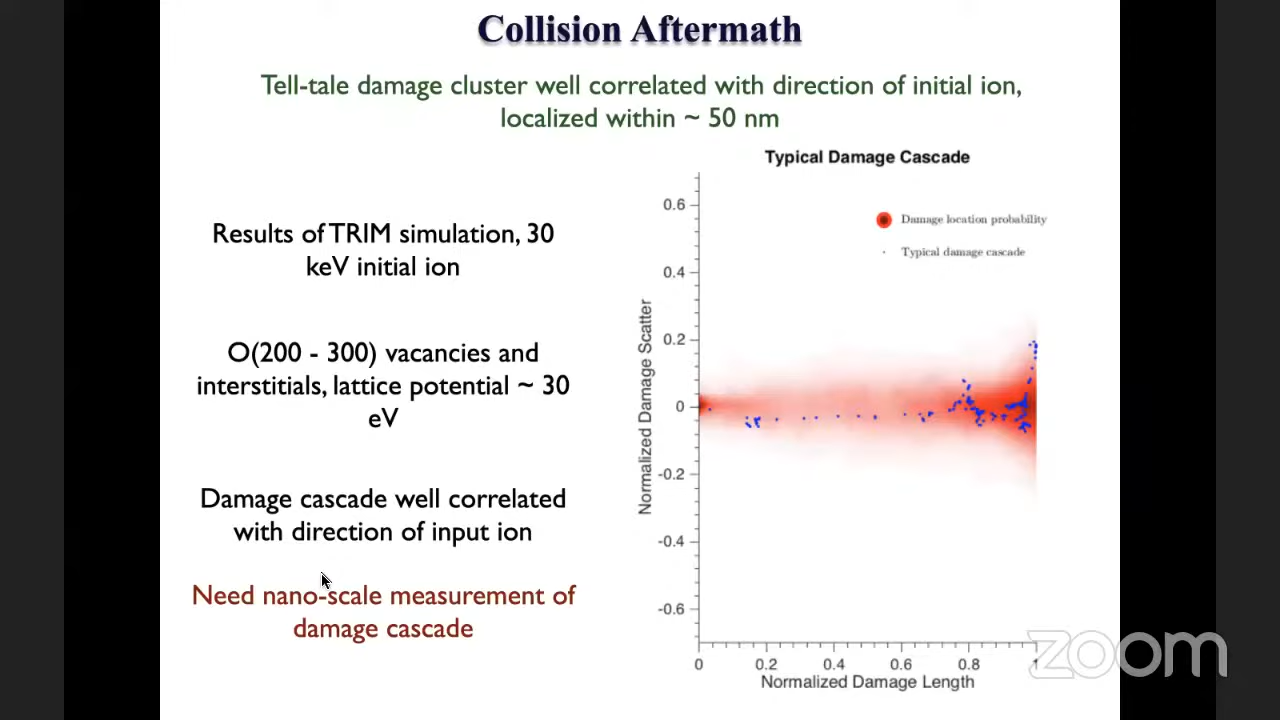 Collision Aftermath
Tell-tale damage cluster well correlated with direction of initial ion,
localized within ~ 50 nm
Results of TRIM simulation, 30
keV initial ion
O(200 - 300) vacancies and
interstitials, lattice potential ~ 30
eV
Damage cascade well correlated
with direction of input ion
Need nano-scale measurement of
damage cascade
Typical Damage Cascade
Damage location probability
Typical damage cascade
Normalized Damage Scatter
0.6
0.4
0.2
0
-0.2
-0.4
-0.6
0 0.2 0.4 0.6 0.8 1
Normalized Damage Length
zoom